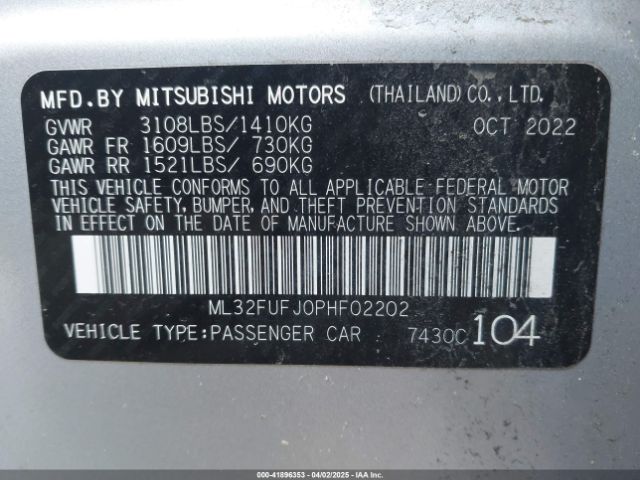 MFD.BY MITSUBISHI MOTORS (THAILAND)CO.,LTD.
GVWR 3108LBS/1410KG OCT 2022
GAWR FR 1609LBS/ 730KG
GAWR RR 1521LBS/ 690KG
THIS VEHICLE CONFORMS TO ALL APPLICABLE FEDERAL MOTOR
VEHICLE SAFETY, BUMPER, AND THEFT PREVENTION STANDARDS
IN EFFECT ON THE DATE OF MANUFACTURE SHOWN ABOVE.
ML32FUFJ0PHF02202
VEHICLE TYPE:PASSENGER CAR 7430C 104
000-41896353 - 04/02/2025 - IAAI.COM